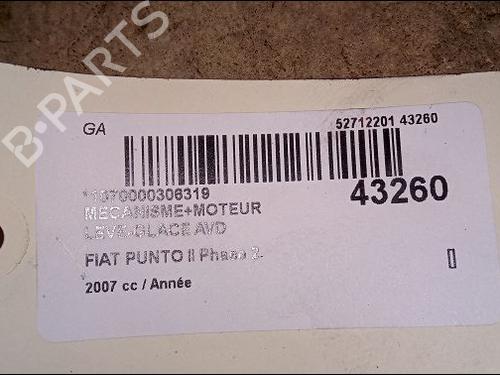 B-PARTS
GA
52712201 43260
*1070000306319
43260
MECANISME+MOTEUR
LEVE-GLACE AVD
FIAT PUNTO II Phase 2
2007 cc / Année